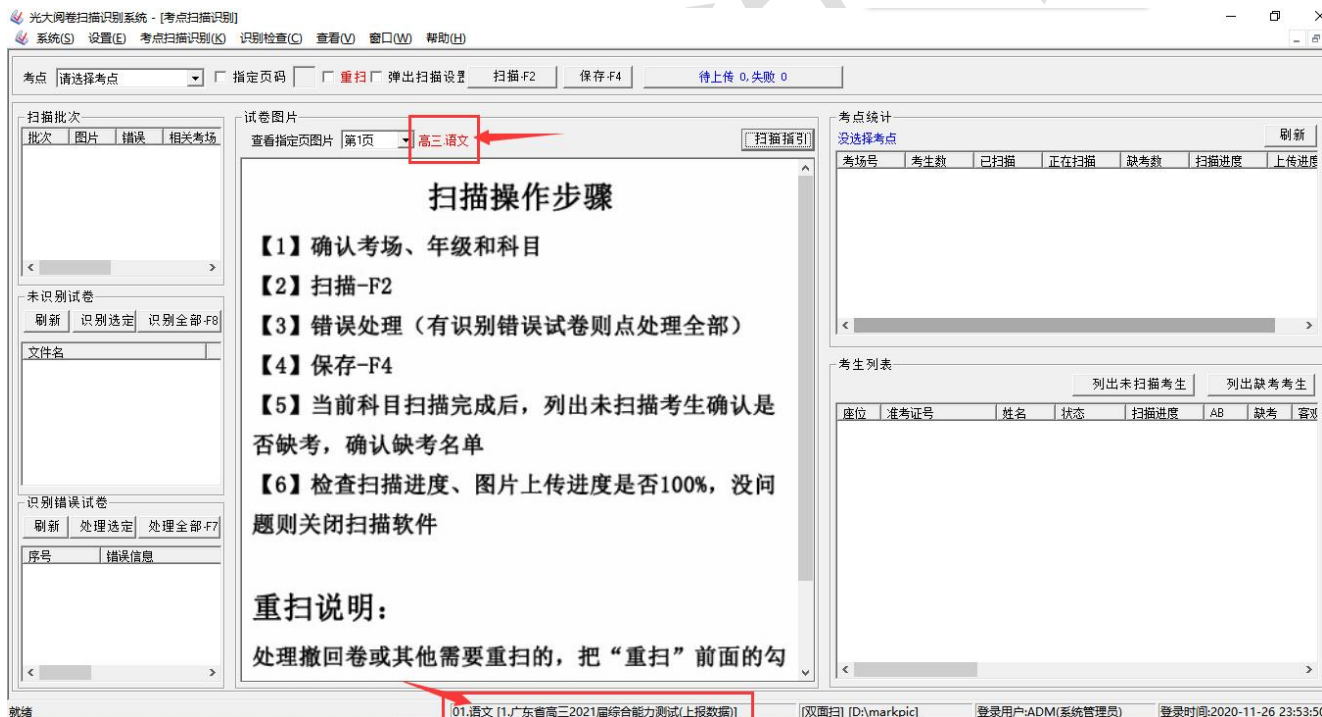 光大阅卷扫描识别系统 - [考点扫描识别]
系统(S) 设置(E) 考点扫描识别(K) 识别检查(C) 查看(V) 窗口(W) 帮助(H)
考点 请选择考点 指定页码 重扫 弹出扫描设置 扫描-F2 保存-F4 待上传 0,失败 0
扫描批次
批次 图片 错误 相关考场
未识别试卷
刷新 识别选定 识别全部-F8
文件名
识别错误试卷
刷新 处理选定 处理全部-F7
序号 错误信息
试卷图片
查看指定页图片 第1页 高三.语文 扫描指引
扫描操作步骤
【1】确认考场、年级和科目
【2】扫描-F2
【3】错误处理（有识别错误试卷则点处理全部）
【4】保存-F4
【5】当前科目扫描完成后，列出未扫描考生确认是
否缺考，确认缺考名单
【6】检查扫描进度、图片上传进度是否100%，没问
题则关闭扫描软件
重扫说明：
处理撤回卷或其他需要重扫的，把“重扫”前面的勾
考点统计
没选择考点 刷新
考场号 考生数 已扫描 正在扫描 缺考数 扫描进度 上传进度
考生列表
列出未扫描考生 列出缺考考生
座位 准考证号 姓名 状态 扫描进度 AB 缺考 客观
就绪 01.语文 [1.广东省高三2021届综合能力测试(上报数据)] [双面扫] [D:\markpic] 登录用户:ADM(系统管理员) 登录时间:2020-11-26 23:53:50